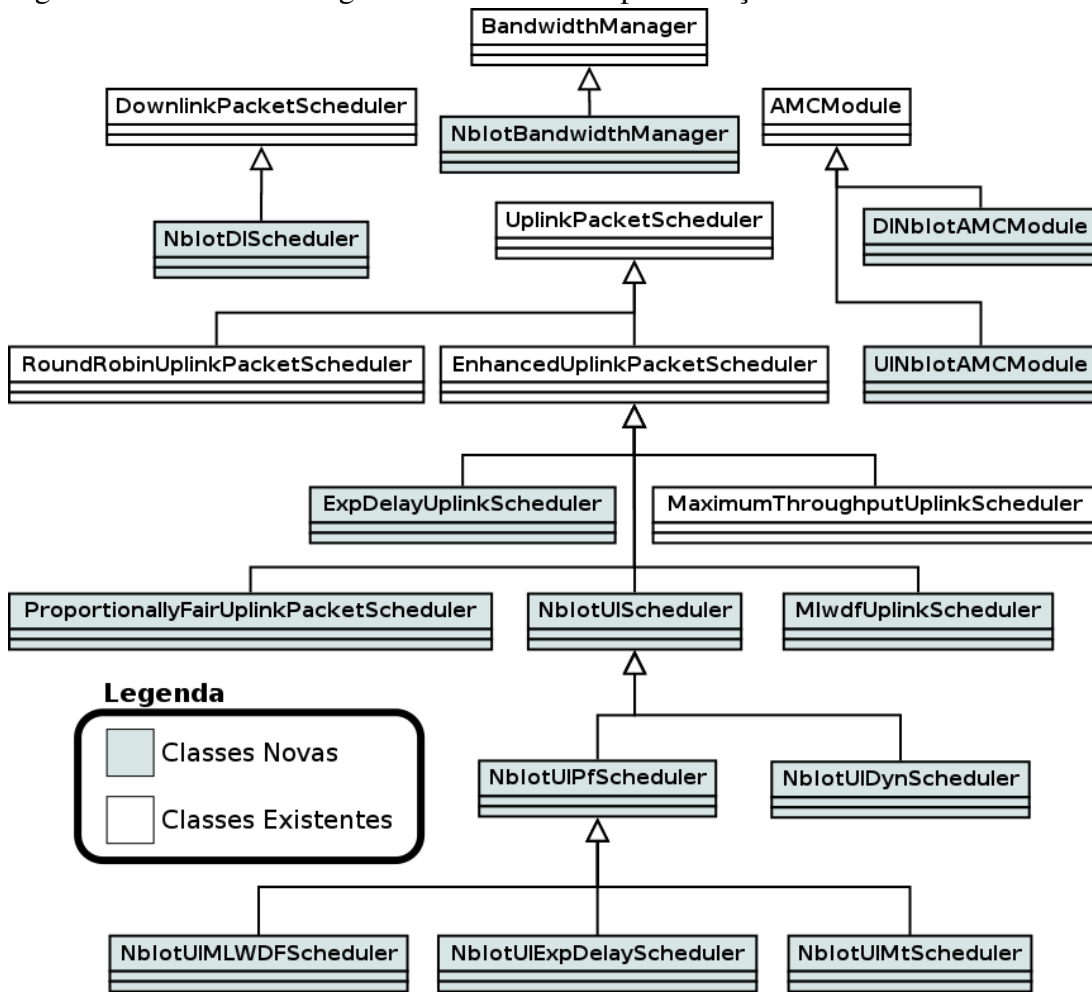 BandwidthManager
DownlinkPacketScheduler
AMCModule
NbIotBandwidthManager
UplinkPacketScheduler
NbIotDlScheduler
DlNbIotAMCModule
RoundRobinUplinkPacketScheduler
EnhancedUplinkPacketScheduler
UlNbIotAMCModule
ExpDelayUplinkScheduler
MaximumThroughputUplinkScheduler
ProportionallyFairUplinkPacketScheduler
NbIotUlScheduler
MlwdfUplinkScheduler
Legenda
Classes Novas
Classes Existentes
NbIotUlPfScheduler
NbIotUlDynScheduler
NbIotUlMLWDFScheduler
NbIotUlExpDelayScheduler
NbIotUlMtScheduler